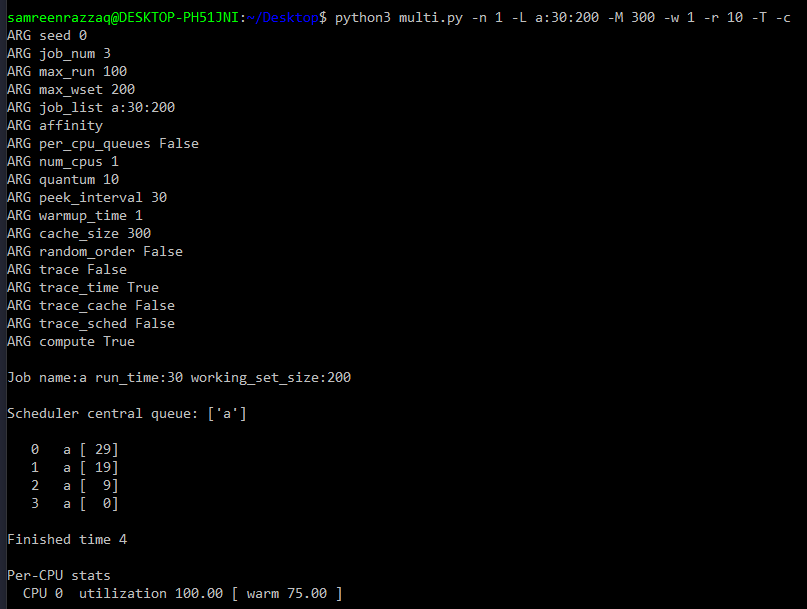 samreenrazzaq@DESKTOP-PH51JNI:~/Desktop$ python3 multi.py -n 1 -L a:30:200 -M 300 -w 1 -r 10 -T -c
ARG seed 0
ARG job_num 3
ARG max_run 100
ARG max_wset 200
ARG job_list a:30:200
ARG affinity
ARG per_cpu_queues False
ARG num_cpus 1
ARG quantum 10
ARG peek_interval 30
ARG warmup_time 1
ARG cache_size 300
ARG random_order False
ARG trace False
ARG trace_time True
ARG trace_cache False
ARG trace_sched False
ARG compute True
Job name:a run_time:30 working_set_size:200
Scheduler central queue: ['a']
   0   a [ 29]
   1   a [ 19]
   2   a [  9]
   3   a [  0]
Finished time 4
Per-CPU stats
  CPU 0  utilization 100.00 [ warm 75.00 ]